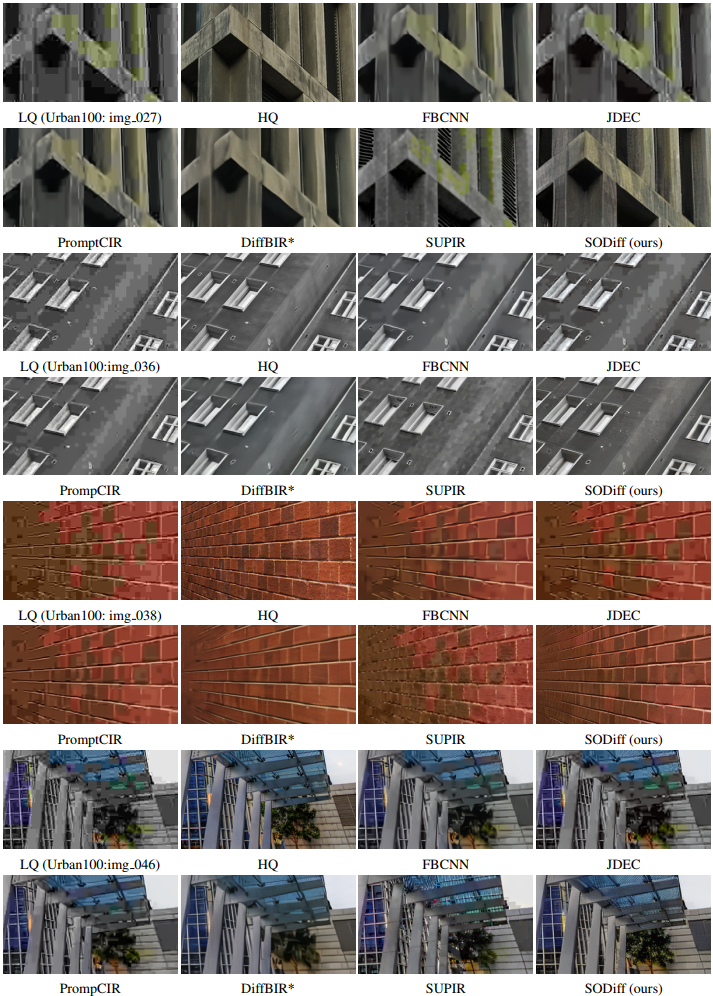 LQ (Urban100: img_027) HQ FBCNN JDEC
PromptCIR DiffBIR* SUPIR SODiff (ours)
LQ (Urban100:img_036) HQ FBCNN JDEC
PrompCIR DiffBIR* SUPIR SODiff (ours)
LQ (Urban100: img_038) HQ FBCNN JDEC
PromptCIR DiffBIR* SUPIR SODiff (ours)
LQ (Urban100:img_046) HQ FBCNN JDEC
PrompCIR DiffBIR* SUPIR SODiff (ours)